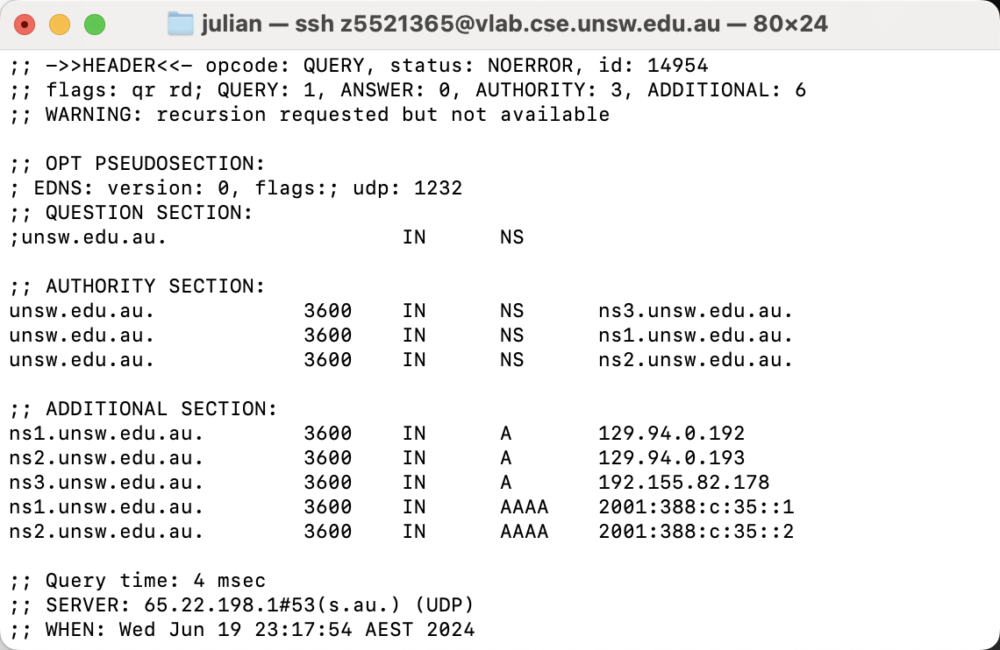 julian — ssh z5521365@vlab.cse.unsw.edu.au — 80×24
;; ->>HEADER<<- opcode: QUERY, status: NOERROR, id: 14954
;; flags: qr rd; QUERY: 1, ANSWER: 0, AUTHORITY: 3, ADDITIONAL: 6
;; WARNING: recursion requested but not available
;; OPT PSEUDOSECTION:
; EDNS: version: 0, flags:; udp: 1232
;; QUESTION SECTION:
;unsw.edu.au. IN NS
;; AUTHORITY SECTION:
unsw.edu.au. 3600 IN NS ns3.unsw.edu.au.
unsw.edu.au. 3600 IN NS ns1.unsw.edu.au.
unsw.edu.au. 3600 IN NS ns2.unsw.edu.au.
;; ADDITIONAL SECTION:
ns1.unsw.edu.au. 3600 IN A 129.94.0.192
ns2.unsw.edu.au. 3600 IN A 129.94.0.193
ns3.unsw.edu.au. 3600 IN A 192.155.82.178
ns1.unsw.edu.au. 3600 IN AAAA 2001:388:c:35::1
ns2.unsw.edu.au. 3600 IN AAAA 2001:388:c:35::2
;; Query time: 4 msec
;; SERVER: 65.22.198.1#53(s.au.) (UDP)
;; WHEN: Wed Jun 19 23:17:54 AEST 2024